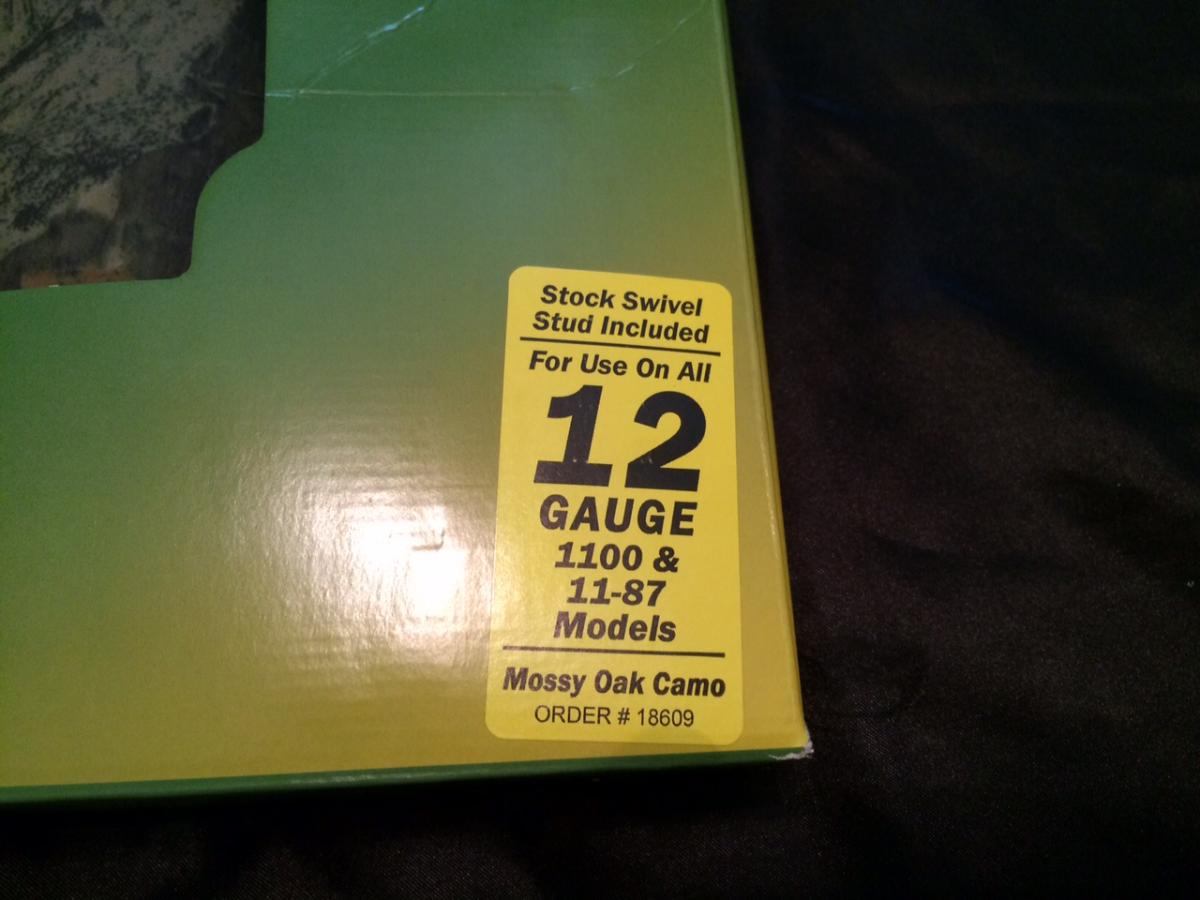 Stock Swivel
Stud Included
For Use On All
12
GAUGE
1100 &
11-87
Models
Mossy Oak Camo
ORDER # 18609